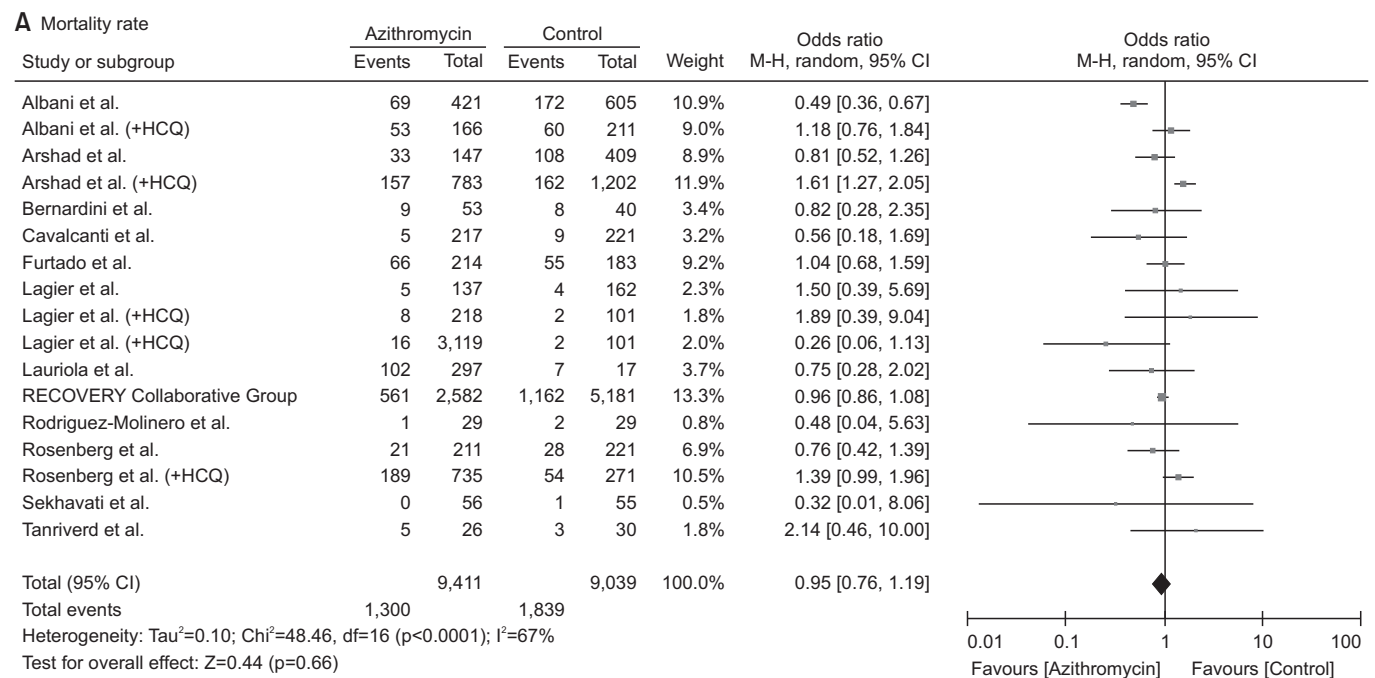 A Mortality rate
Azithromycin Control Odds ratio Odds ratio
Study or subgroup Events Total Events Total Weight M-H, random, 95% CI M-H, random, 95% CI
Albani et al. 69 421 172 605 10.9% 0.49 [0.36, 0.67]
Albani et al. (+HCQ) 53 166 60 211 9.0% 1.18 [0.76, 1.84]
Arshad et al. 33 147 108 409 8.9% 0.81 [0.52, 1.26]
Arshad et al. (+HCQ) 157 783 162 1,202 11.9% 1.61 [1.27, 2.05]
Bernardini et al. 9 53 8 40 3.4% 0.82 [0.28, 2.35]
Cavalcanti et al. 5 217 9 221 3.2% 0.56 [0.18, 1.69]
Furtado et al. 66 214 55 183 9.2% 1.04 [0.68, 1.59]
Lagier et al. 5 137 4 162 2.3% 1.50 [0.39, 5.69]
Lagier et al. (+HCQ) 8 218 2 101 1.8% 1.89 [0.39, 9.04]
Lagier et al. (+HCQ) 16 3,119 2 101 2.0% 0.26 [0.06, 1.13]
Lauriola et al. 102 297 7 17 3.7% 0.75 [0.28, 2.02]
RECOVERY Collaborative Group 561 2,582 1,162 5,181 13.3% 0.96 [0.86, 1.08]
Rodriguez-Molinero et al. 1 29 2 29 0.8% 0.48 [0.04, 5.63]
Rosenberg et al. 21 211 28 221 6.9% 0.76 [0.42, 1.39]
Rosenberg et al. (+HCQ) 189 735 54 271 10.5% 1.39 [0.99, 1.96]
Sekhavati et al. 0 56 1 55 0.5% 0.32 [0.01, 8.06]
Tanriverd et al. 5 26 3 30 1.8% 2.14 [0.46, 10.00]
Total (95% CI) 9,411 9,039 100.0% 0.95 [0.76, 1.19]
Total events 1,300 1,839
Heterogeneity: Tau²=0.10; Chi²=48.46, df=16 (p<0.0001); I²=67%
Test for overall effect: Z=0.44 (p=0.66)
0.01 0.1 1 10 100
Favours [Azithromycin] Favours [Control]